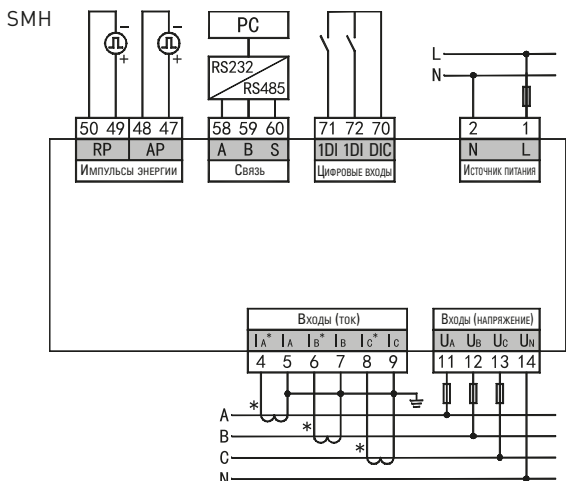 SMH
PC
RS232
RS485
L
N
50 49 48 47
RP AP
Импульсы энергии
58 59 60
A B S
Связь
71 72 70
1DI 1DI DIC
Цифровые входы
2 1
N L
Источник питания
Входы (ток)
IA* IA IB* IB IC* IC
4 5 6 7 8 9
Входы (напряжение)
UA UB UC UN
11 12 13 14
A
B
C
N